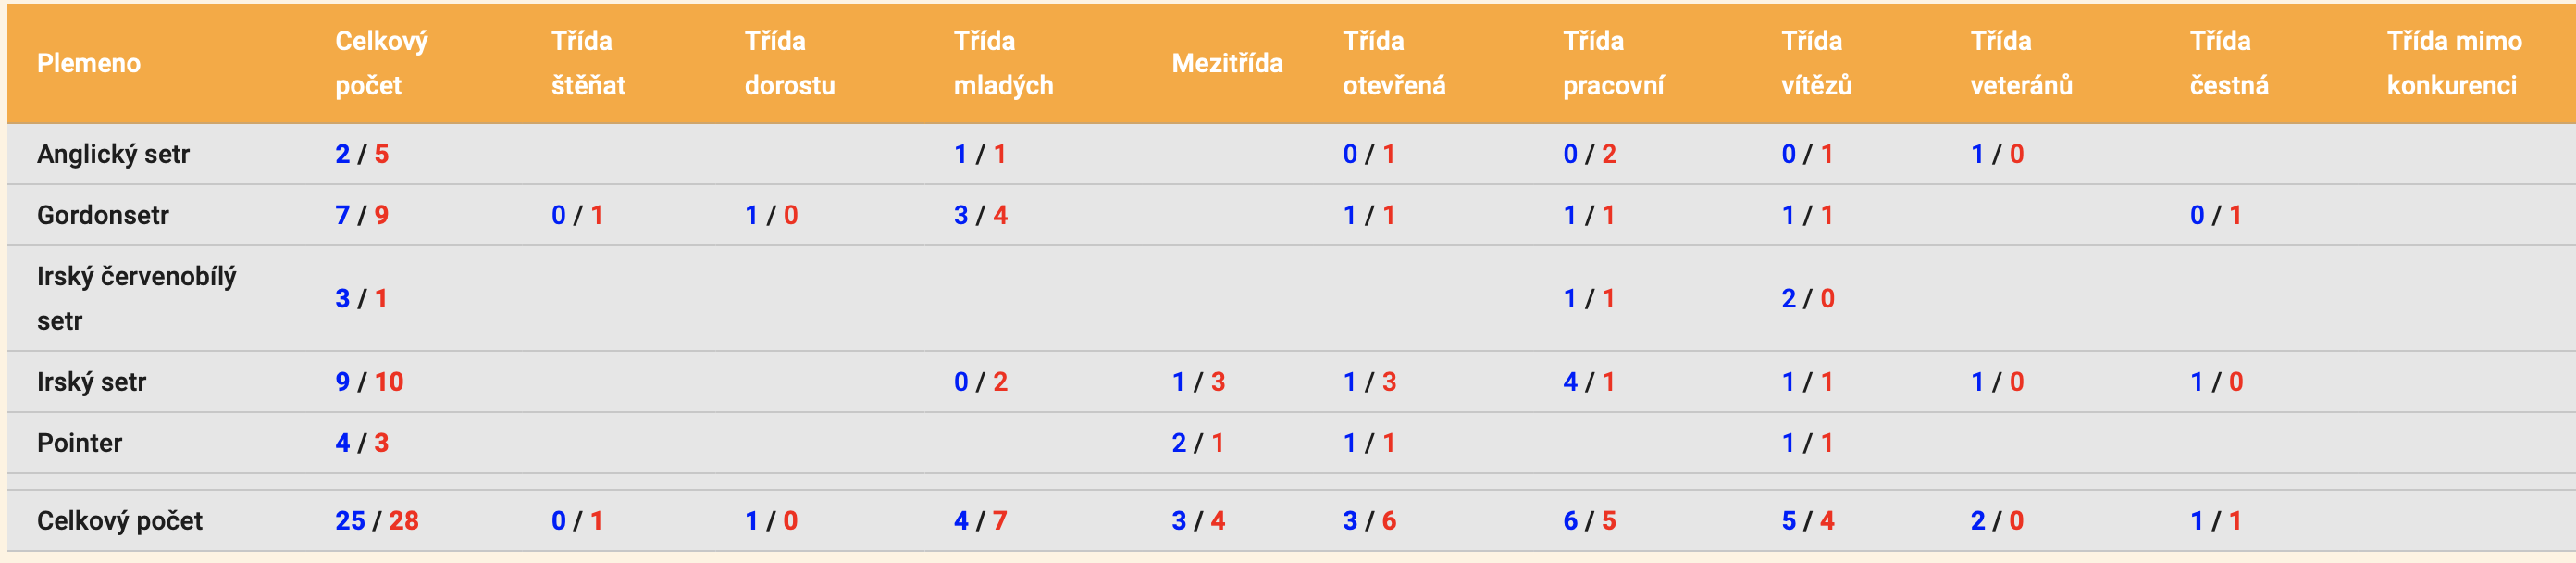 Plemeno Celkový počet Třída štěňat Třída dorostu Třída mladých Mezitřída Třída otevřená Třída pracovní Třída vítězů Třída veteránů Třída čestná Třída mimo konkurenci
Anglický setr 2 / 5 1 / 1 0 / 1 0 / 2 0 / 1 1 / 0
Gordonsetr 7 / 9 0 / 1 1 / 0 3 / 4 1 / 1 1 / 1 1 / 1 0 / 1
Irský červenobílý setr 3 / 1 1 / 1 2 / 0
Irský setr 9 / 10 0 / 2 1 / 3 1 / 3 4 / 1 1 / 1 1 / 0 1 / 0
Pointer 4 / 3 2 / 1 1 / 1 1 / 1
Celkový počet 25 / 28 0 / 1 1 / 0 4 / 7 3 / 4 3 / 6 6 / 5 5 / 4 2 / 0 1 / 1